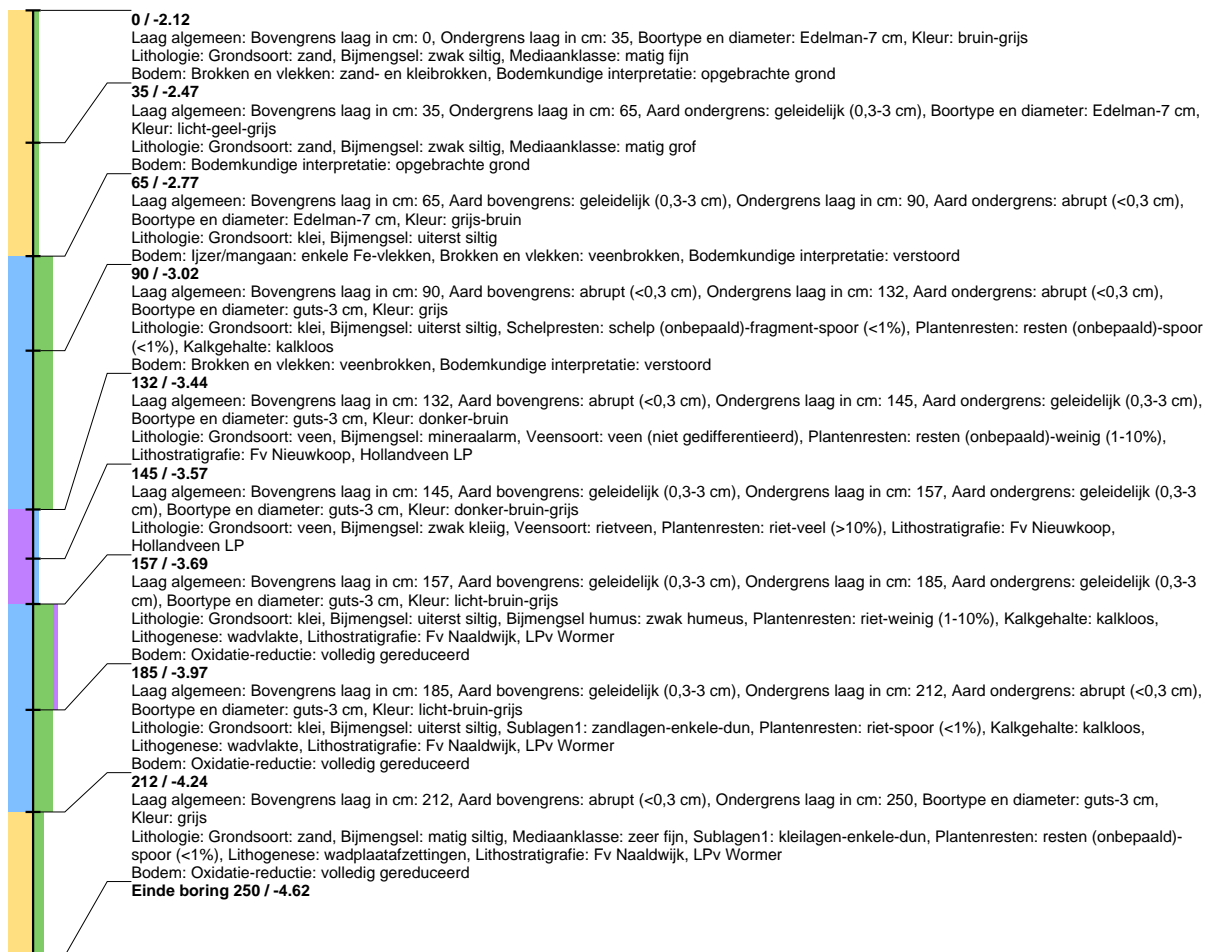 0 / -2.12
Laag algemeen: Bovengrens laag in cm: 0, Ondergrens laag in cm: 35, Boortype en diameter: Edelman-7 cm, Kleur: bruin-grijs
Lithologie: Grondsoort: zand, Bijmengsel: zwak siltig, Mediaanklasse: matig fijn
Bodem: Brokken en vlekken: zand- en kleibrokken, Bodemkundige interpretatie: opgebrachte grond
35 / -2.47
Laag algemeen: Bovengrens laag in cm: 35, Ondergrens laag in cm: 65, Aard ondergrens: geleidelijk (0,3-3 cm), Boortype en diameter: Edelman-7 cm,
Kleur: licht-geel-grijs
Lithologie: Grondsoort: zand, Bijmengsel: zwak siltig, Mediaanklasse: matig grof
Bodem: Bodemkundige interpretatie: opgebrachte grond
65 / -2.77
Laag algemeen: Bovengrens laag in cm: 65, Aard bovengrens: geleidelijk (0,3-3 cm), Ondergrens laag in cm: 90, Aard ondergrens: abrupt (<0,3 cm),
Boortype en diameter: Edelman-7 cm, Kleur: grijs-bruin
Lithologie: Grondsoort: klei, Bijmengsel: uiterst siltig
Bodem: Ijzer/mangaan: enkele Fe-vlekken, Brokken en vlekken: veenbrokken, Bodemkundige interpretatie: verstoord
90 / -3.02
Laag algemeen: Bovengrens laag in cm: 90, Aard bovengrens: abrupt (<0,3 cm), Ondergrens laag in cm: 132, Aard ondergrens: abrupt (<0,3 cm),
Boortype en diameter: guts-3 cm, Kleur: grijs
Lithologie: Grondsoort: klei, Bijmengsel: uiterst siltig, Schelpresten: schelp (onbepaald)-fragment-spoor (<1%), Plantenresten: resten (onbepaald)-spoor
(<1%), Kalkgehalte: kalkloos
Bodem: Brokken en vlekken: veenbrokken, Bodemkundige interpretatie: verstoord
132 / -3.44
Laag algemeen: Bovengrens laag in cm: 132, Aard bovengrens: abrupt (<0,3 cm), Ondergrens laag in cm: 145, Aard ondergrens: geleidelijk (0,3-3 cm),
Boortype en diameter: guts-3 cm, Kleur: donker-bruin
Lithologie: Grondsoort: veen, Bijmengsel: mineraalarm, Veensoort: veen (niet gedifferentieerd), Plantenresten: resten (onbepaald)-weinig (1-10%),
Lithostratigrafie: Fv Nieuwkoop, Hollandveen LP
145 / -3.57
Laag algemeen: Bovengrens laag in cm: 145, Aard bovengrens: geleidelijk (0,3-3 cm), Ondergrens laag in cm: 157, Aard ondergrens: geleidelijk (0,3-3
cm), Boortype en diameter: guts-3 cm, Kleur: donker-bruin-grijs
Lithologie: Grondsoort: veen, Bijmengsel: zwak kleiig, Veensoort: rietveen, Plantenresten: riet-veel (>10%), Lithostratigrafie: Fv Nieuwkoop,
Hollandveen LP
157 / -3.69
Laag algemeen: Bovengrens laag in cm: 157, Aard bovengrens: geleidelijk (0,3-3 cm), Ondergrens laag in cm: 185, Aard ondergrens: geleidelijk (0,3-3
cm), Boortype en diameter: guts-3 cm, Kleur: licht-bruin-grijs
Lithologie: Grondsoort: klei, Bijmengsel: uiterst siltig, Bijmengsel humus: zwak humeus, Plantenresten: riet-weinig (1-10%), Kalkgehalte: kalkloos,
Lithogenese: wadvlakte, Lithostratigrafie: Fv Naaldwijk, LPv Wormer
Bodem: Oxidatie-reductie: volledig gereduceerd
185 / -3.97
Laag algemeen: Bovengrens laag in cm: 185, Aard bovengrens: geleidelijk (0,3-3 cm), Ondergrens laag in cm: 212, Aard ondergrens: abrupt (<0,3 cm),
Boortype en diameter: guts-3 cm, Kleur: licht-bruin-grijs
Lithologie: Grondsoort: klei, Bijmengsel: uiterst siltig, Sublagen1: zandlagen-enkele-dun, Plantenresten: riet-spoor (<1%), Kalkgehalte: kalkloos,
Lithogenese: wadvlakte, Lithostratigrafie: Fv Naaldwijk, LPv Wormer
Bodem: Oxidatie-reductie: volledig gereduceerd
212 / -4.24
Laag algemeen: Bovengrens laag in cm: 212, Aard bovengrens: abrupt (<0,3 cm), Ondergrens laag in cm: 250, Boortype en diameter: guts-3 cm,
Kleur: grijs
Lithologie: Grondsoort: zand, Bijmengsel: matig siltig, Mediaanklasse: zeer fijn, Sublagen1: kleilagen-enkele-dun, Plantenresten: resten (onbepaald)-
spoor (<1%), Lithogenese: wadplaatafzettingen, Lithostratigrafie: Fv Naaldwijk, LPv Wormer
Bodem: Oxidatie-reductie: volledig gereduceerd
Einde boring 250 / -4.62